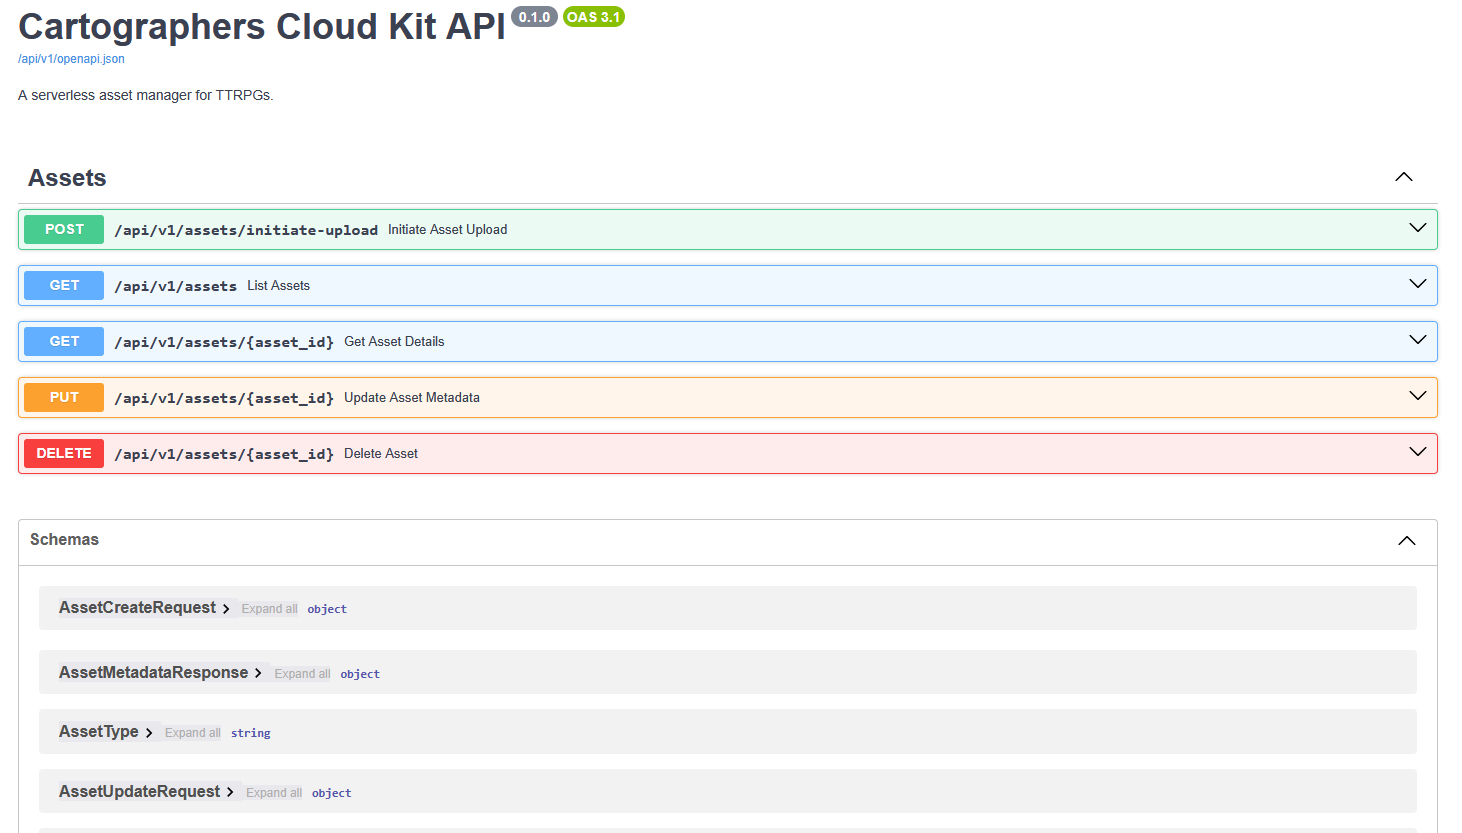 Cartographers Cloud Kit API 0.1.0 OAS 3.1
/api/v1/openapi.json
A serverless asset manager for TTRPGs.
Assets
POST /api/v1/assets/initiate-upload Initiate Asset Upload
GET /api/v1/assets List Assets
GET /api/v1/assets/{asset_id} Get Asset Details
PUT /api/v1/assets/{asset_id} Update Asset Metadata
DELETE /api/v1/assets/{asset_id} Delete Asset
Schemas
AssetCreateRequest Expand all object
AssetMetadataResponse Expand all object
AssetType Expand all string
AssetUpdateRequest Expand all object